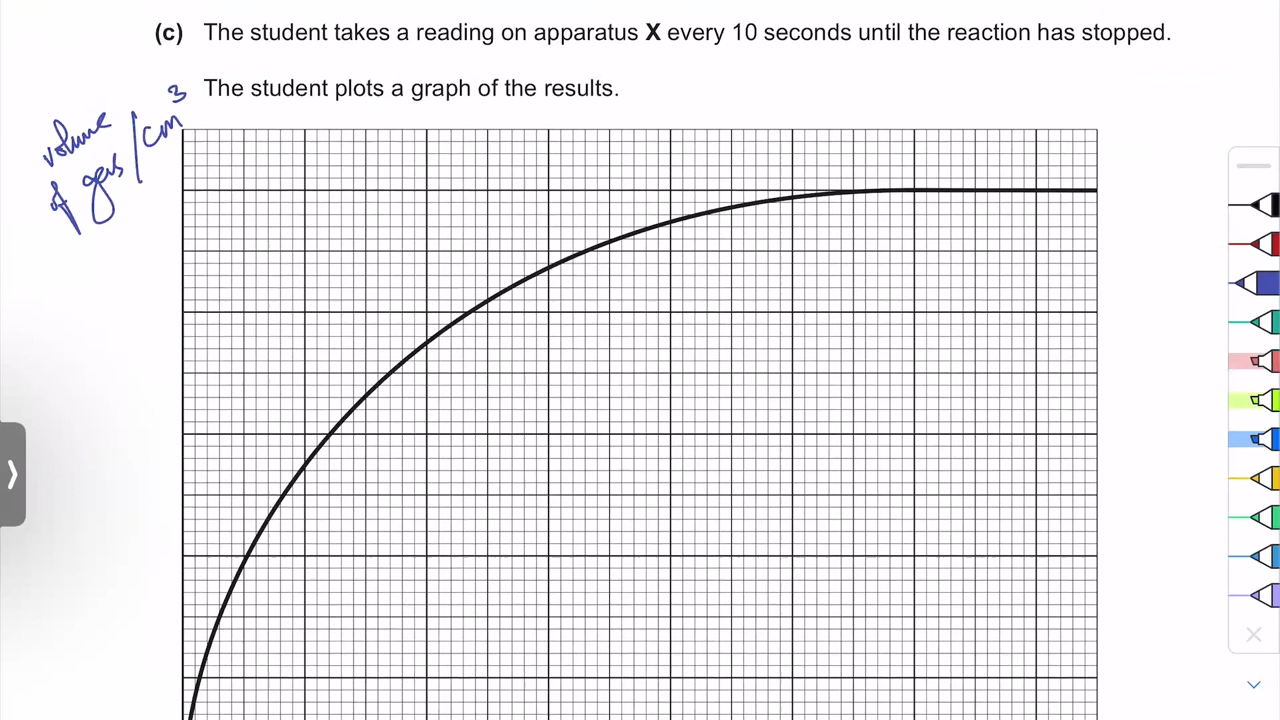 (c) The student takes a reading on apparatus X every 10 seconds until the reaction has stopped.
The student plots a graph of the results.
volume
of gas /cm³